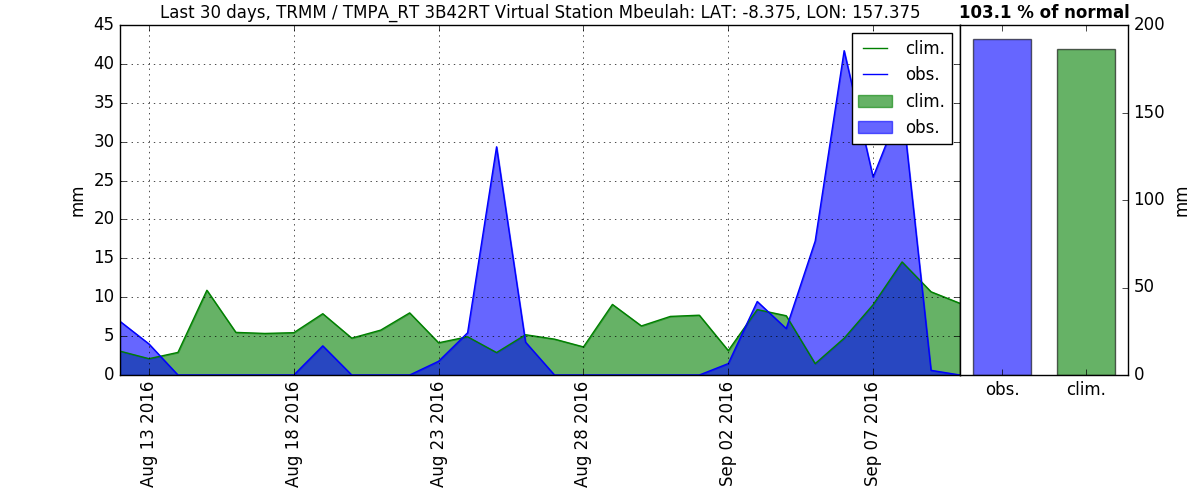 Last 30 days, TRMM / TMPA_RT 3B42RT Virtual Station Mbeulah: LAT: -8.375, LON: 157.375
103.1 % of normal
45
40
35
30
25
20
15
10
5
0
mm
clim.
obs.
clim.
obs.
Aug 13 2016
Aug 18 2016
Aug 23 2016
Aug 28 2016
Sep 02 2016
Sep 07 2016
200
150
100
50
0
mm
obs.
clim.